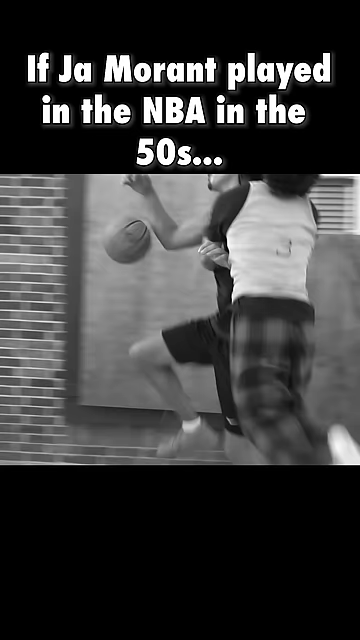 If Ja Morant played
in the NBA in the
50s...